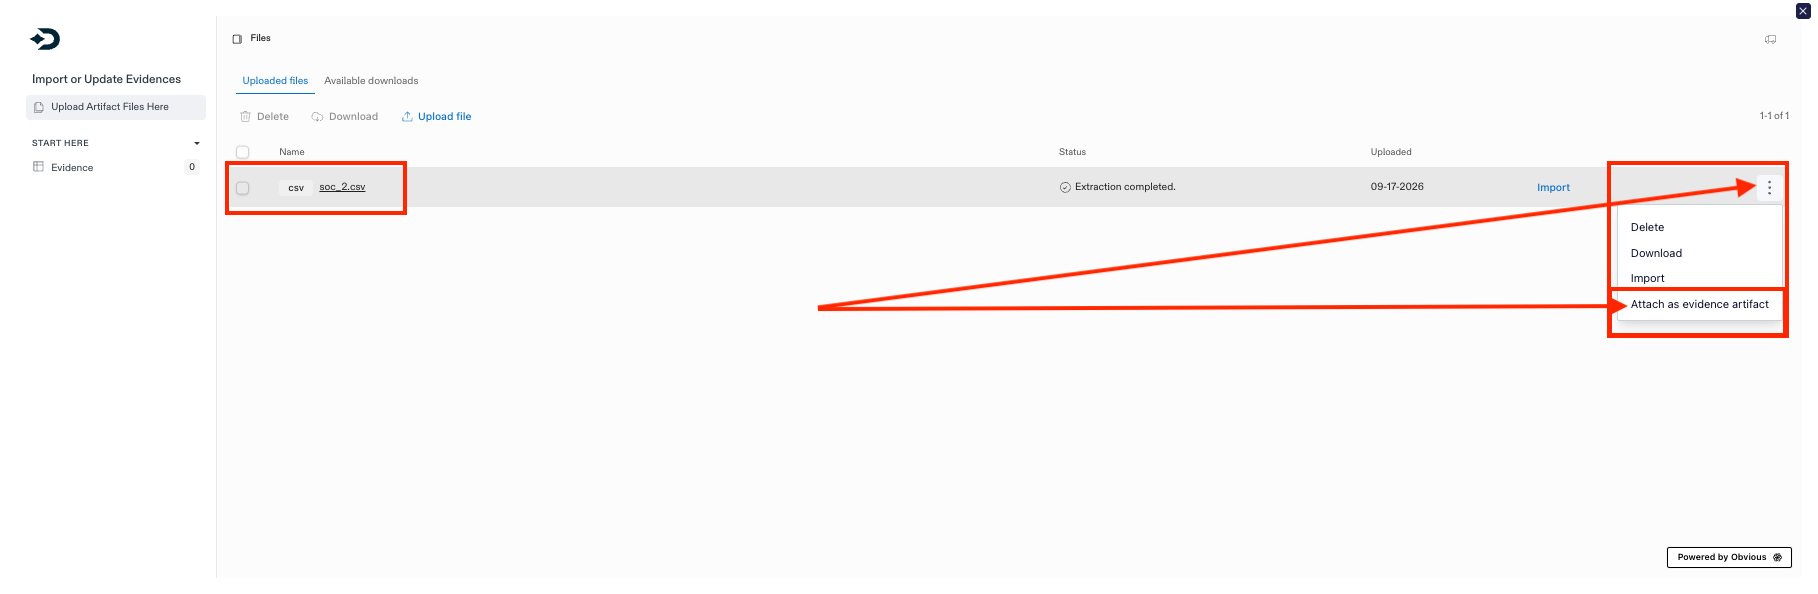 Files
Import or Update Evidences
Upload Artifact Files Here
START HERE
Evidence 0
Uploaded files Available downloads
Delete Download Upload file 1-1 of 1
Name Status Uploaded
csv soc_2.csv Extraction completed. 09-17-2026 Import
Delete
Download
Import
Attach as evidence artifact
Powered by Obvious